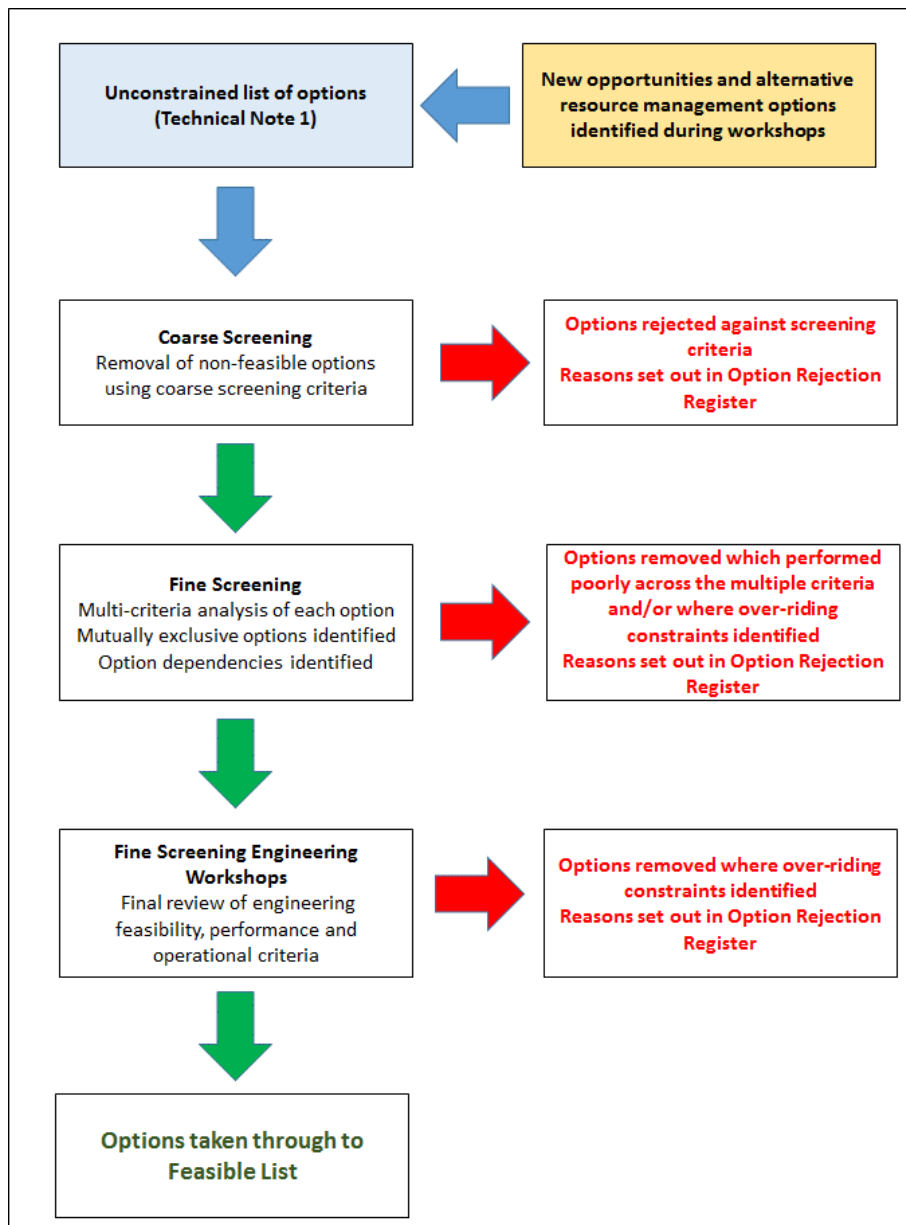 Unconstrained list of options
(Technical Note 1)
New opportunities and alternative
resource management options
identified during workshops
Coarse Screening
Removal of non-feasible options
using coarse screening criteria
Options rejected against screening
criteria
Reasons set out in Option Rejection
Register
Fine Screening
Multi-criteria analysis of each option
Mutually exclusive options identified
Option dependencies identified
Options removed which performed
poorly across the multiple criteria
and/or where over-riding
constraints identified
Reasons set out in Option Rejection
Register
Fine Screening Engineering
Workshops
Final review of engineering
feasibility, performance and
operational criteria
Options removed where over-riding
constraints identified
Reasons set out in Option Rejection
Register
Options taken through to
Feasible List